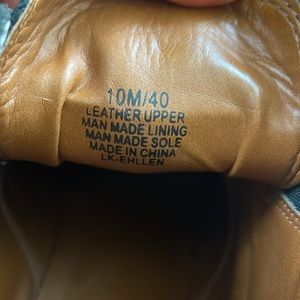 10M/40
LEATHER UPPER
MAN MADE LINING
MAN MADE SOLE
MADE IN CHINA
LK-EHLLEN